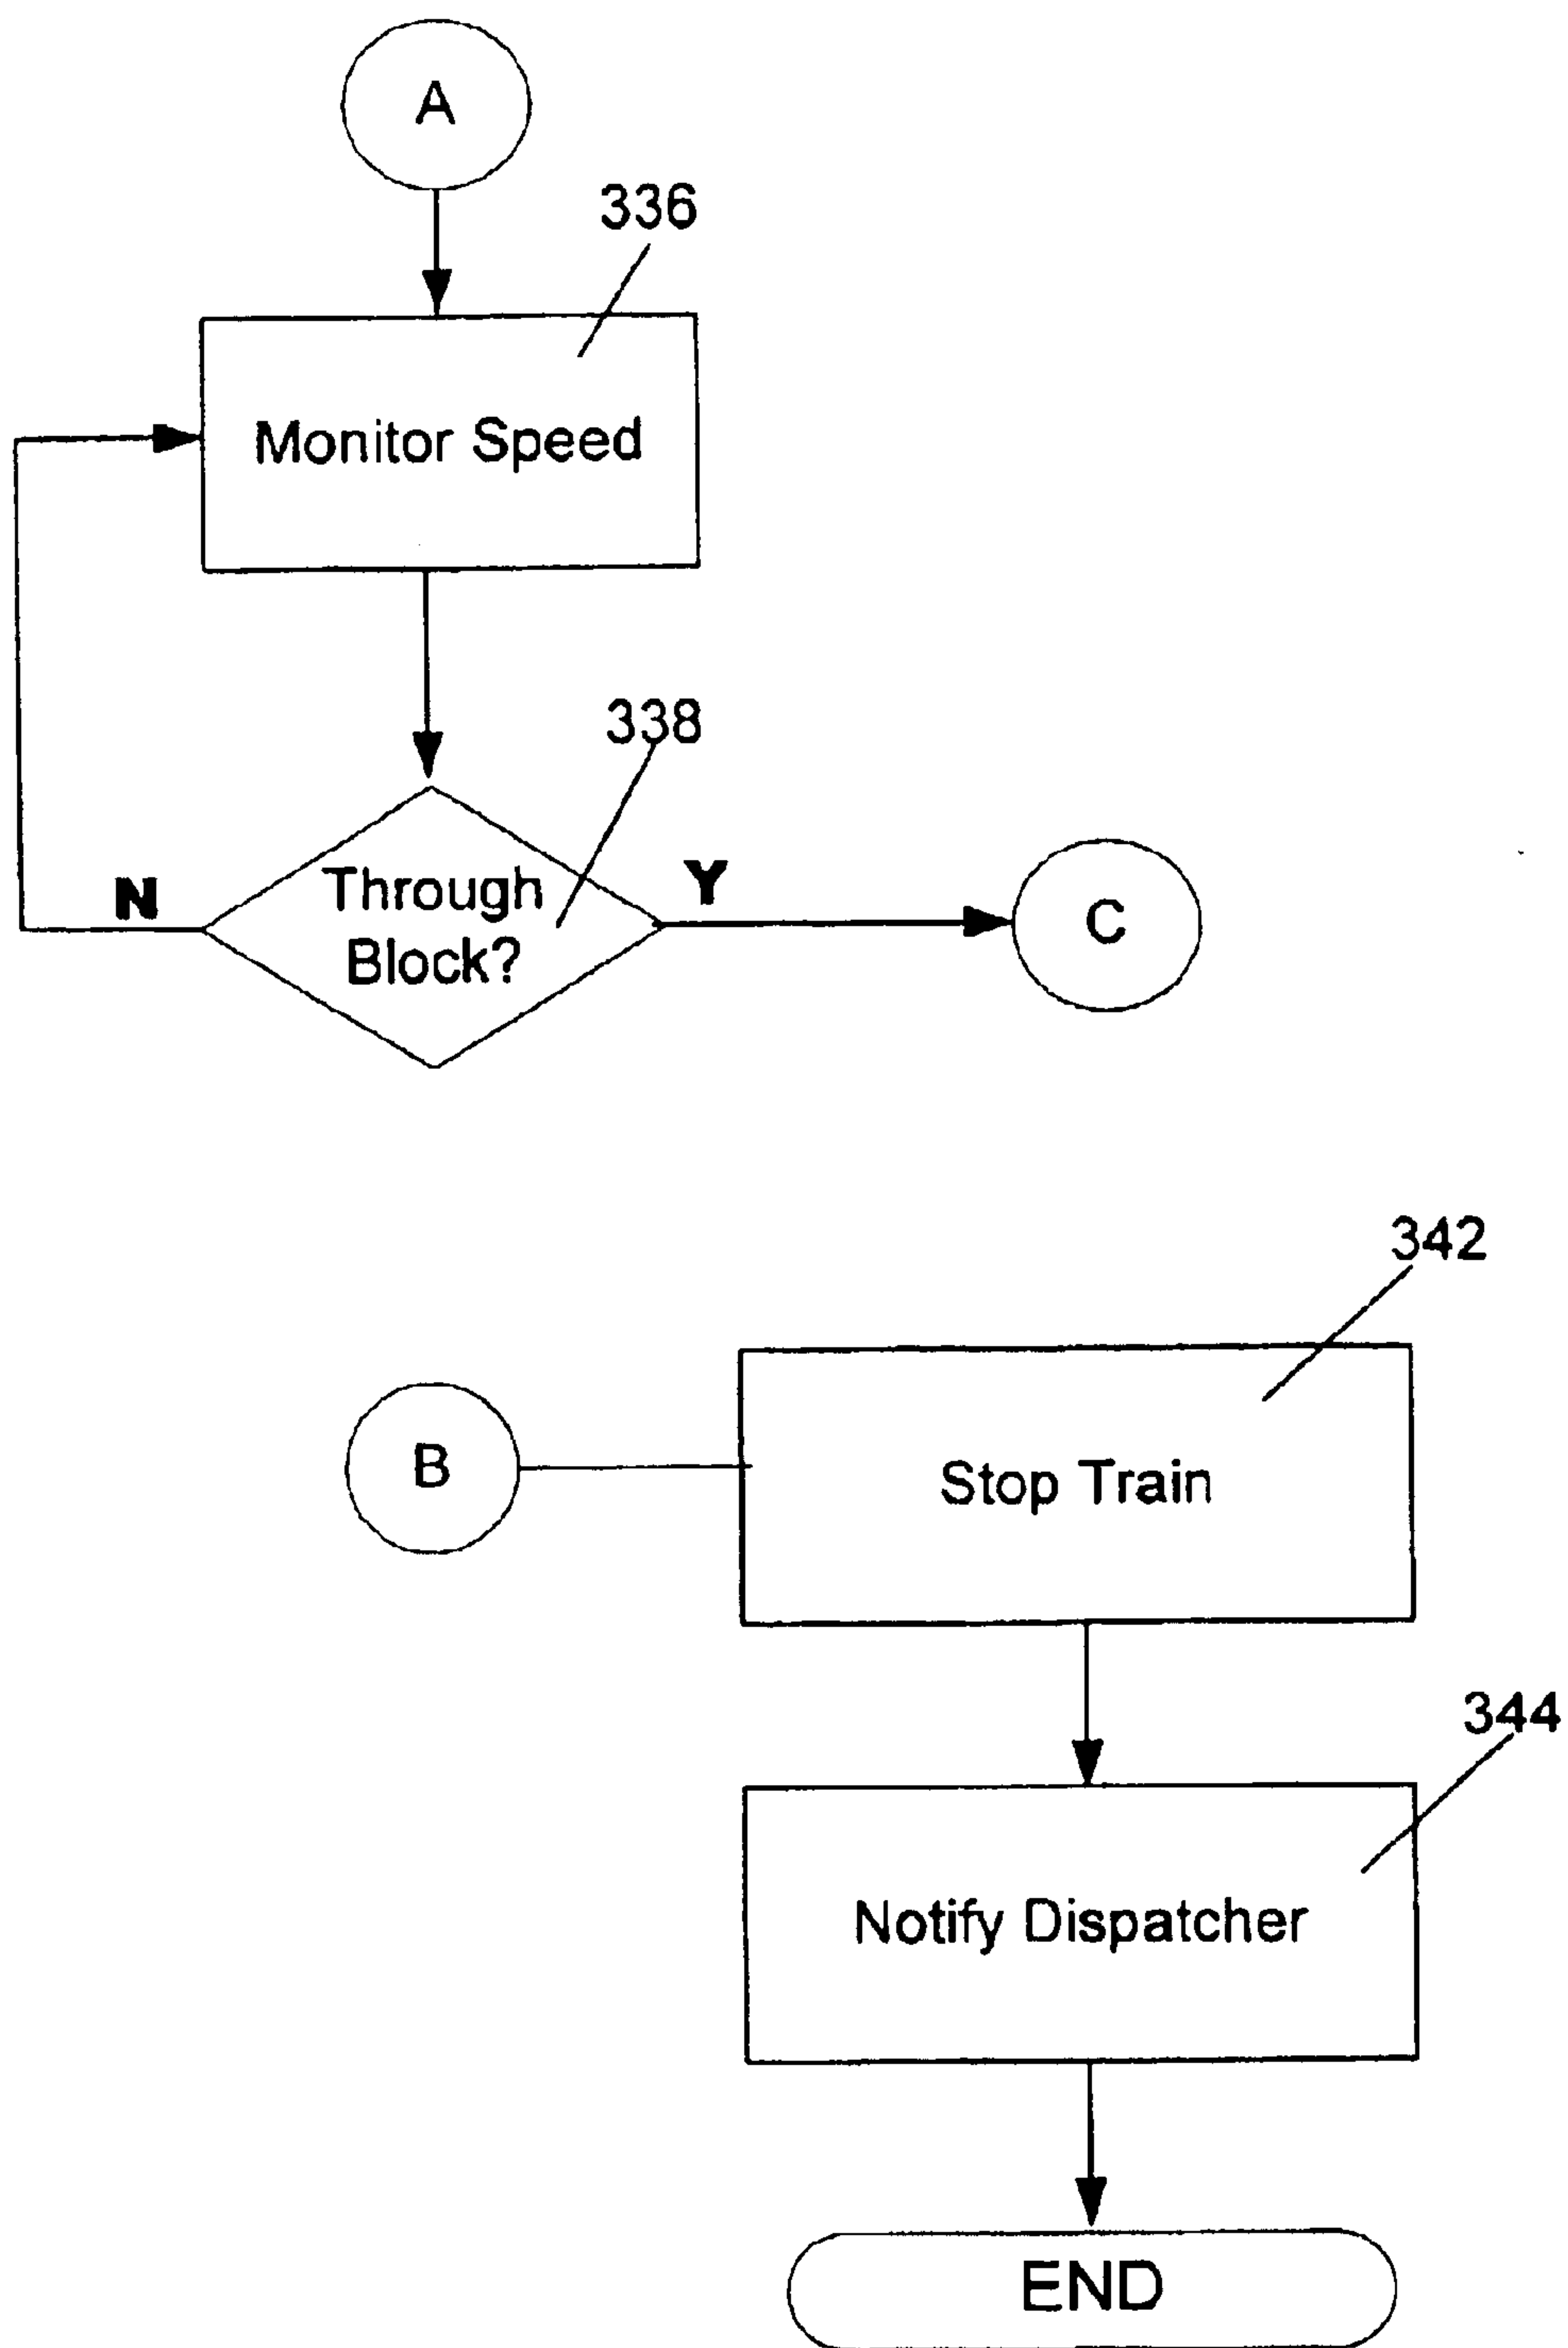 A
336
Monitor Speed
338
Through
Block?
N
Y
C
342
B
Stop Train
344
Notify Dispatcher
END